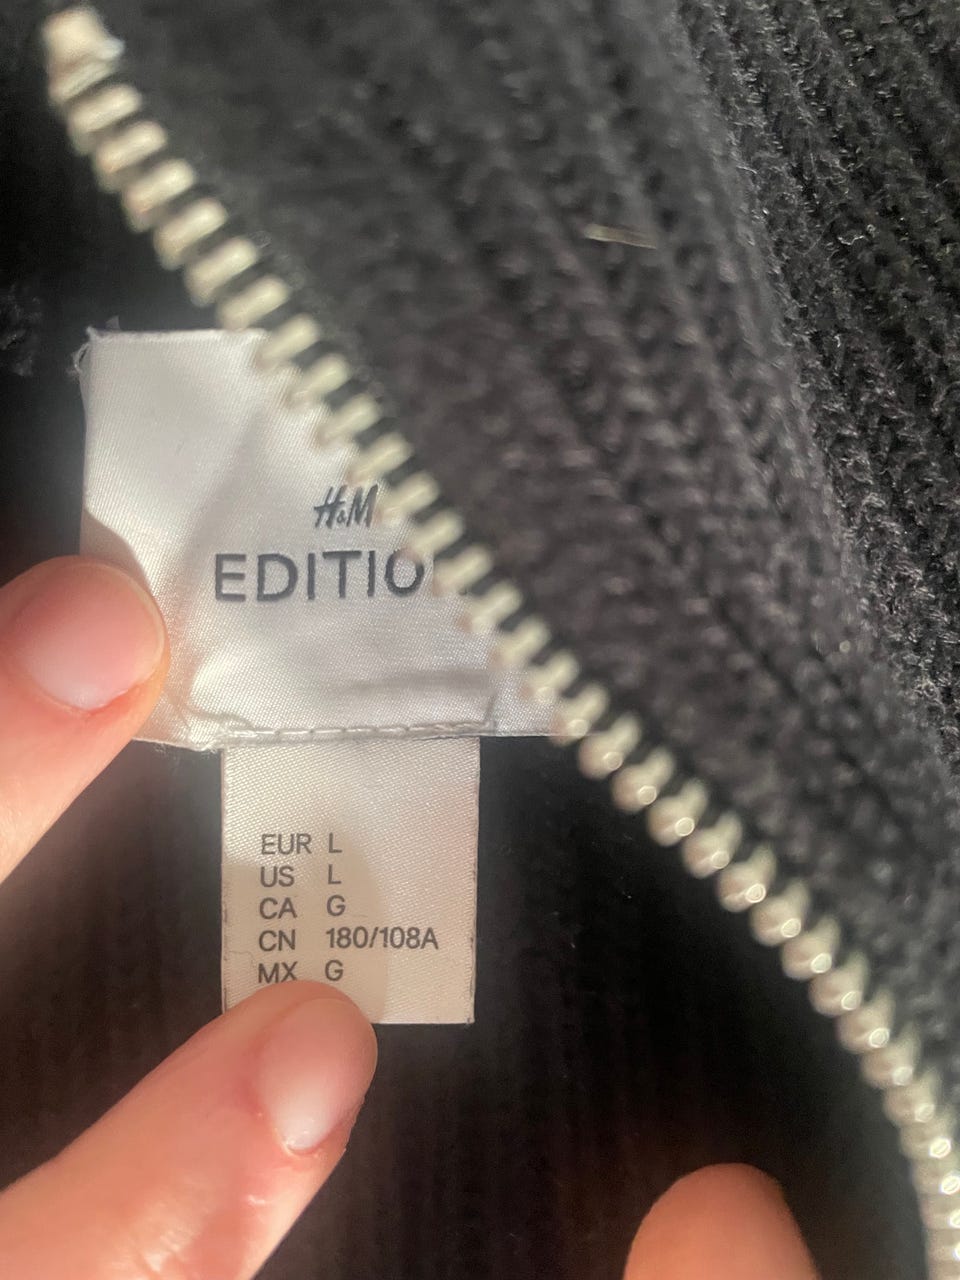 H&M
EDITIO
EUR L
US L
CA G
CN 180/108A
MX G